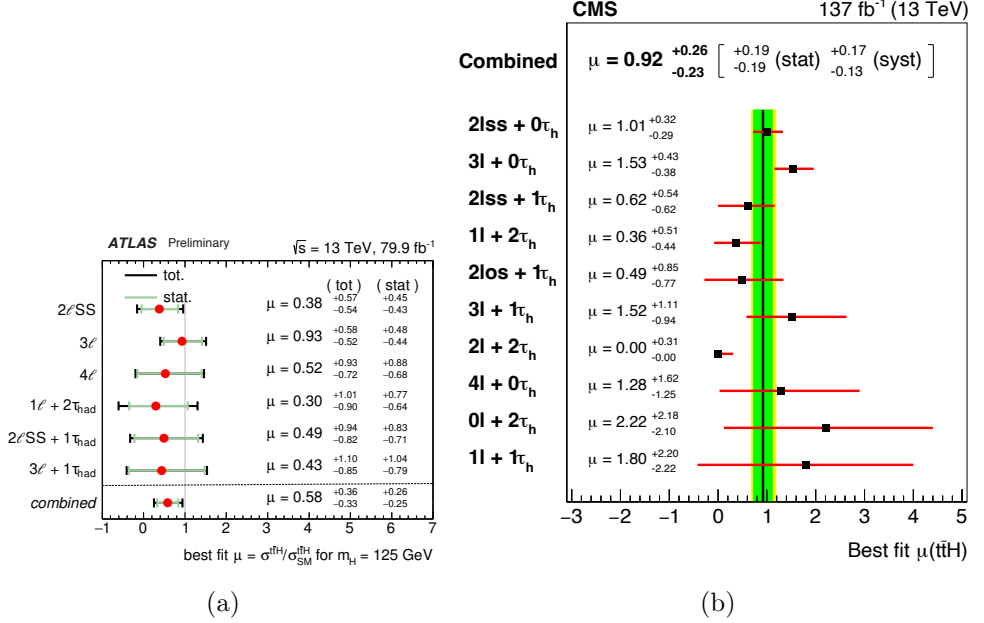 ATLAS Preliminary √s = 13 TeV, 79.9 fb⁻¹
tot.
stat.
( tot ) ( stat )
2ℓSS μ = 0.38 +0.57 -0.54 +0.45 -0.43
3ℓ μ = 0.93 +0.58 -0.52 +0.48 -0.44
4ℓ μ = 0.52 +0.93 -0.72 +0.88 -0.68
1ℓ + 2τhad μ = 0.30 +1.01 -0.90 +0.77 -0.64
2ℓSS + 1τhad μ = 0.49 +0.94 -0.82 +0.83 -0.71
3ℓ + 1τhad μ = 0.43 +1.10 -0.85 +1.04 -0.79
combined μ = 0.58 +0.36 -0.33 +0.26 -0.25
−1 0 1 2 3 4 5 6 7
best fit μ = σtt̄H/σtt̄H SM for mH = 125 GeV
(a)
CMS 137 fb⁻¹ (13 TeV)
Combined μ = 0.92 +0.26 -0.23 [ +0.19 -0.19 (stat) +0.17 -0.13 (syst) ]
2lss + 0τh μ = 1.01 +0.32 -0.29
3l + 0τh μ = 1.53 +0.43 -0.38
2lss + 1τh μ = 0.62 +0.54 -0.62
1l + 2τh μ = 0.36 +0.51 -0.44
2los + 1τh μ = 0.49 +0.85 -0.77
3l + 1τh μ = 1.52 +1.11 -0.94
2l + 2τh μ = 0.00 +0.31 -0.00
4l + 0τh μ = 1.28 +1.62 -1.25
0l + 2τh μ = 2.22 +2.18 -2.10
1l + 1τh μ = 1.80 +2.20 -2.22
−3 −2 −1 0 1 2 3 4 5
Best fit μ(tt̄H)
(b)